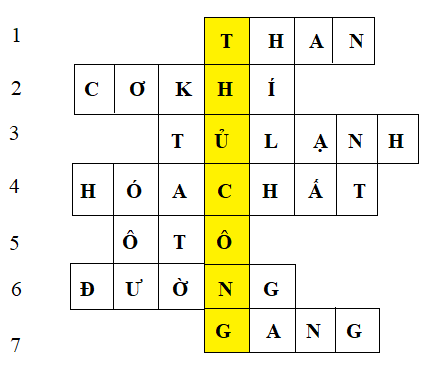 1 T H A N
2 C Ơ K H Í
3 T Ủ L Ạ N H
4 H Ó A C H Ấ T
5 Ô T Ô
6 Đ Ư Ờ N G
7 G A N G